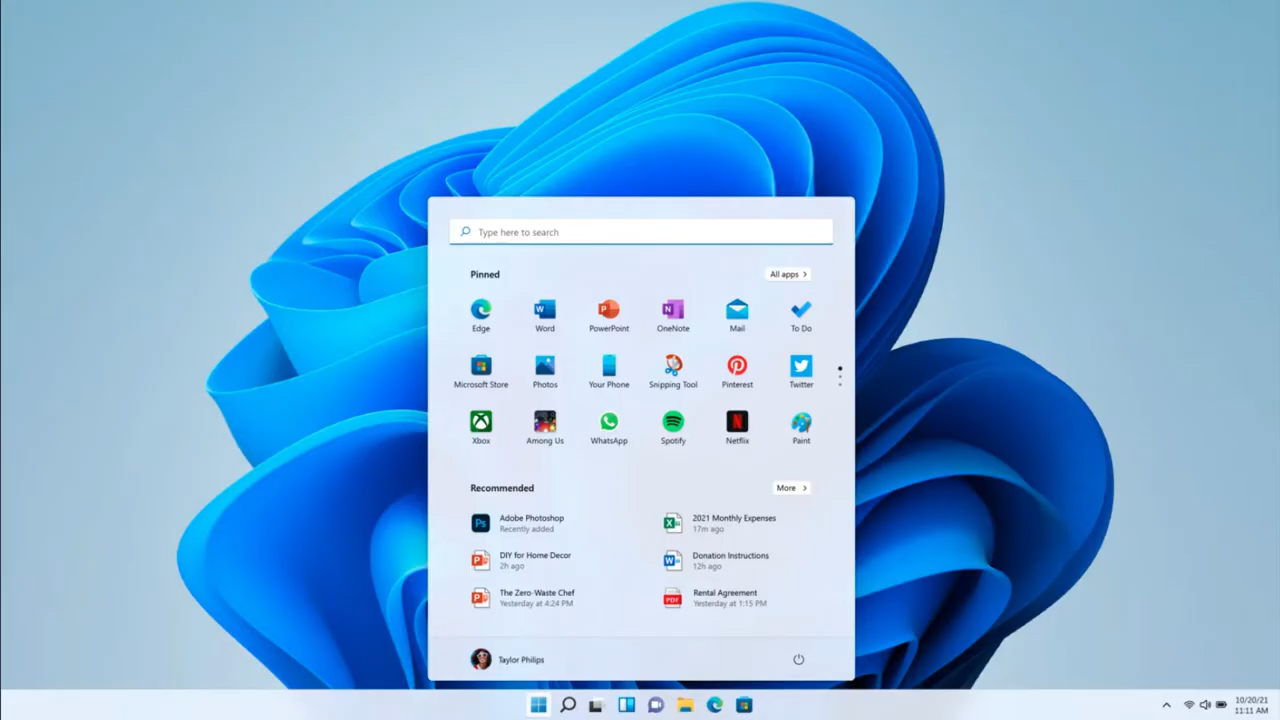 Type here to search
Pinned
All apps >
Edge
Word
PowerPoint
OneNote
Mail
To Do
Microsoft Store
Photos
Your Phone
Snipping Tool
Pinterest
Twitter
Xbox
Among Us
WhatsApp
Spotify
Netflix
Paint
Recommended
More >
Adobe Photoshop
Recently added
2021 Monthly Expenses
17m ago
DIY for Home Decor
2h ago
Donation Instructions
12h ago
The Zero-Waste Chef
Yesterday at 4:24 PM
Rental Agreement
Yesterday at 1:15 PM
Taylor Philips
10/20/21
11:11 AM